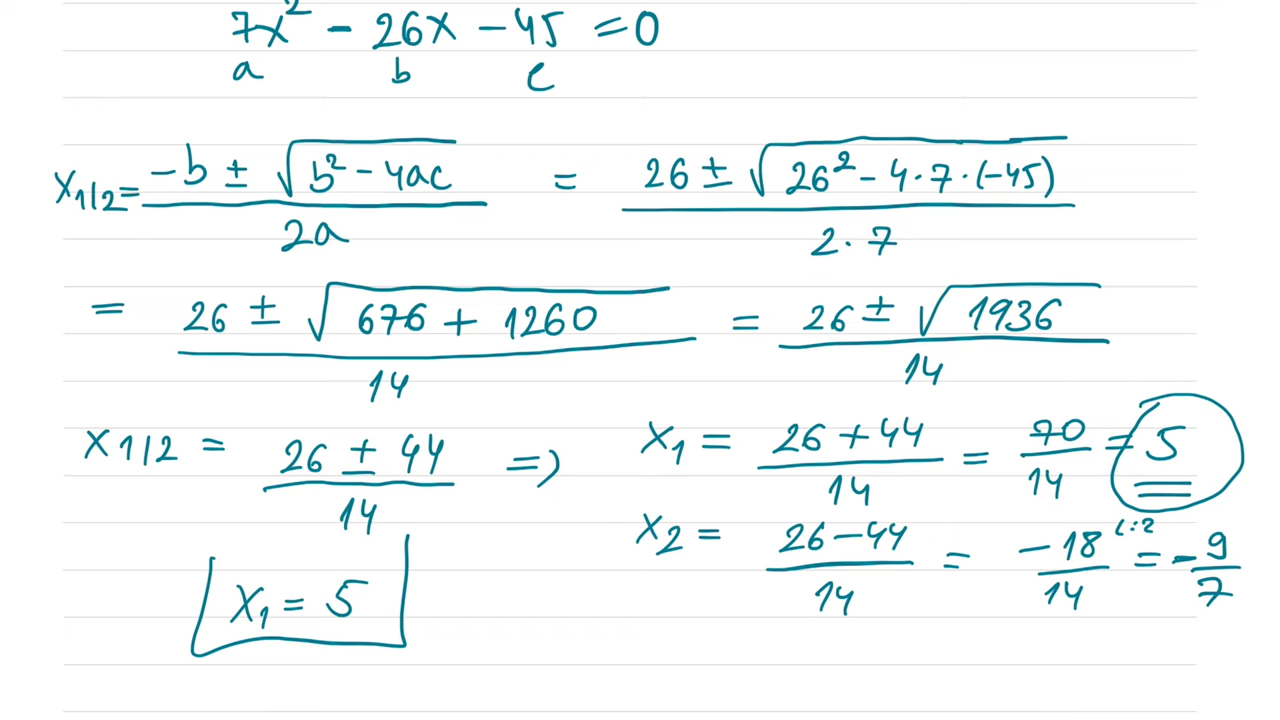 7x² - 26x - 45 = 0
a b c
x₁/₂ = (-b ± √(b² - 4ac)) / 2a = (26 ± √(26² - 4·7·(-45))) / 2·7
= (26 ± √(676 + 1260)) / 14 = (26 ± √1936) / 14
x1/2 = (26 ± 44) / 14 => x₁ = (26 + 44) / 14 = 70/14 = 5
x₂ = (26 - 44) / 14 = -18/14 (:2 = -9/7
x₁ = 5